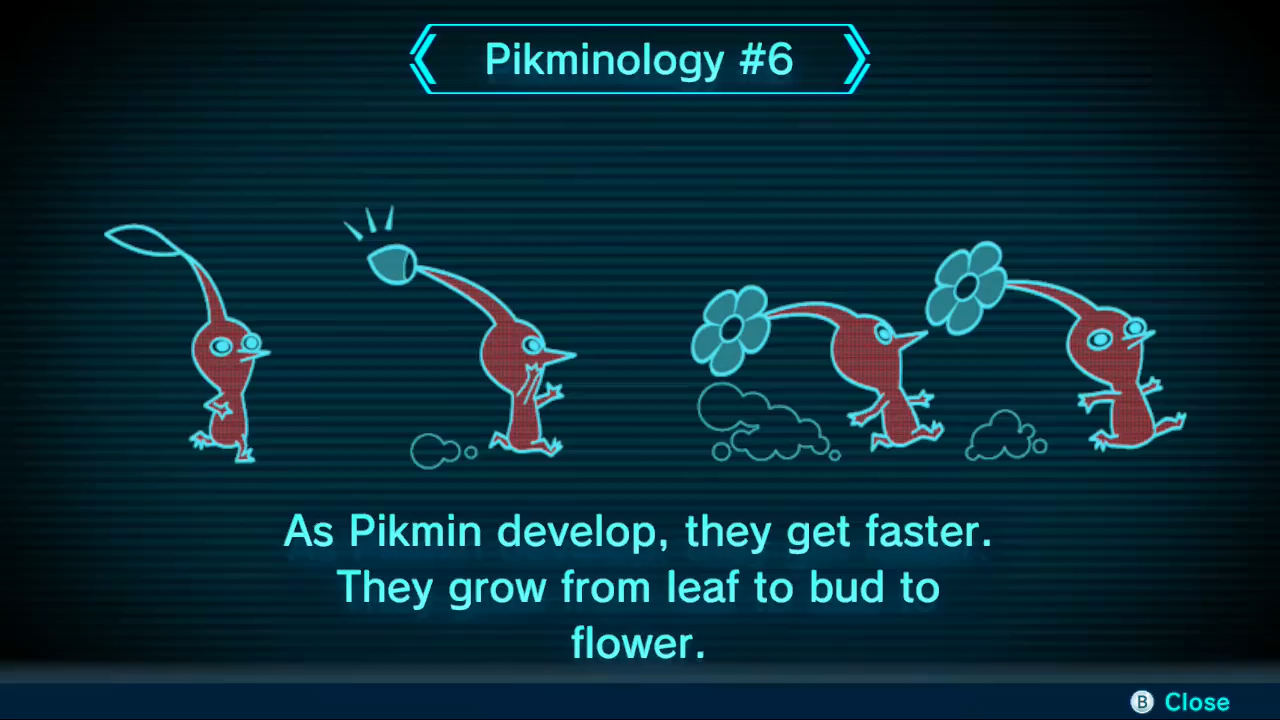 Pikminology #6
As Pikmin develop, they get faster.
They grow from leaf to bud to
flower.
B Close